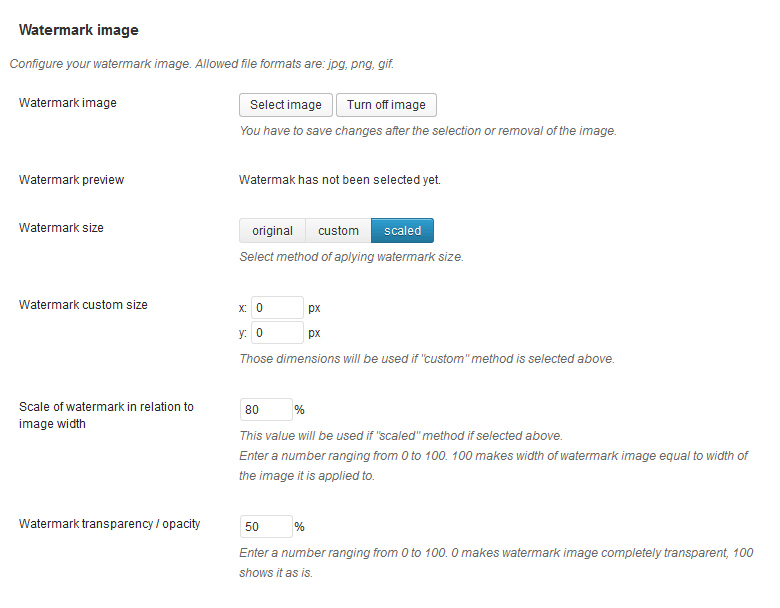 Watermark image
Configure your watermark image. Allowed file formats are: jpg, png, gif.
Watermark image
Select image Turn off image
You have to save changes after the selection or removal of the image.
Watermark preview
Watermak has not been selected yet.
Watermark size
original custom scaled
Select method of aplying watermark size.
Watermark custom size
x: 0 px
y: 0 px
Those dimensions will be used if "custom" method is selected above.
Scale of watermark in relation to
image width
80 %
This value will be used if "scaled" method if selected above.
Enter a number ranging from 0 to 100. 100 makes width of watermark image equal to width of
the image it is applied to.
Watermark transparency / opacity
50 %
Enter a number ranging from 0 to 100. 0 makes watermark image completely transparent, 100
shows it as is.